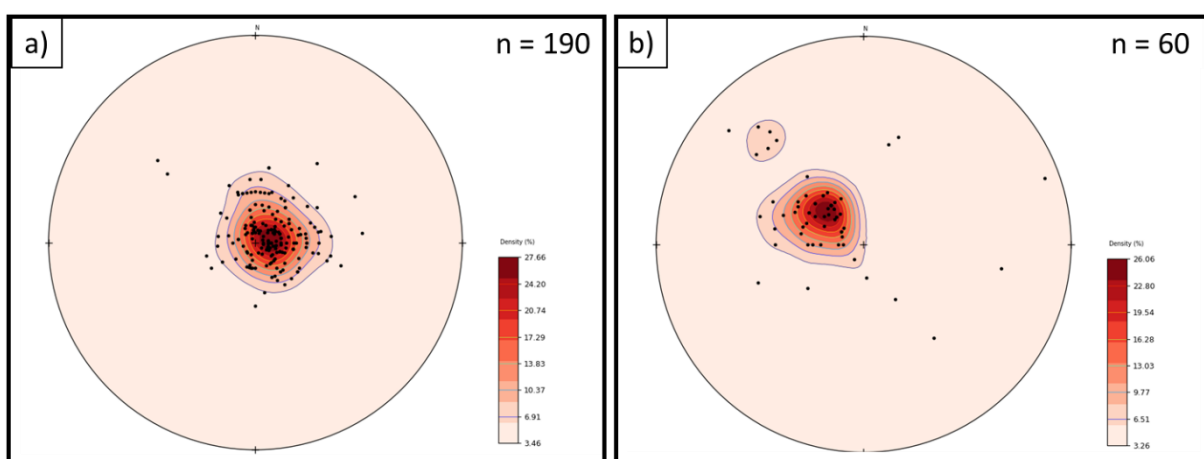 a)
N
n = 190
Density (%)
27.66
24.20
20.74
17.29
13.83
10.37
6.91
3.46
b)
N
n = 60
Density (%)
26.06
22.80
19.54
16.28
13.03
9.77
6.51
3.26